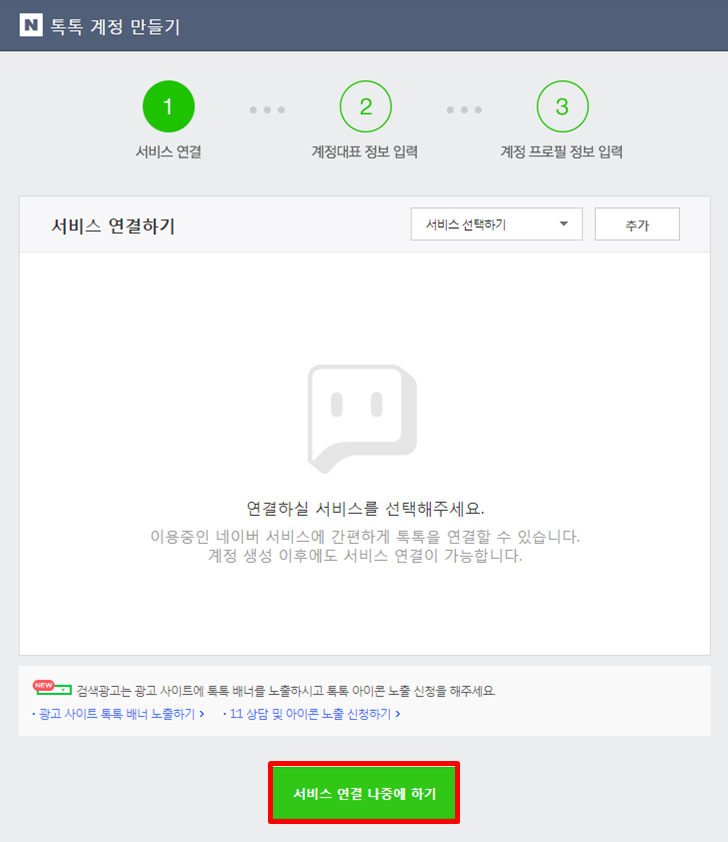 N 톡톡 계정 만들기
1 2 3
서비스 연결 계정대표 정보 입력 계정 프로필 정보 입력
서비스 연결하기 서비스 선택하기 추가
연결하실 서비스를 선택해주세요.
이용중인 네이버 서비스에 간편하게 톡톡을 연결할 수 있습니다.
계정 생성 이후에도 서비스 연결이 가능합니다.
NEW 검색광고는 광고 사이트에 톡톡 배너를 노출하시고 톡톡 아이콘 노출 신청을 해주세요.
· 광고 사이트 톡톡 배너 노출하기 > · 1:1 상담 및 아이콘 노출 신청하기 >
서비스 연결 나중에 하기